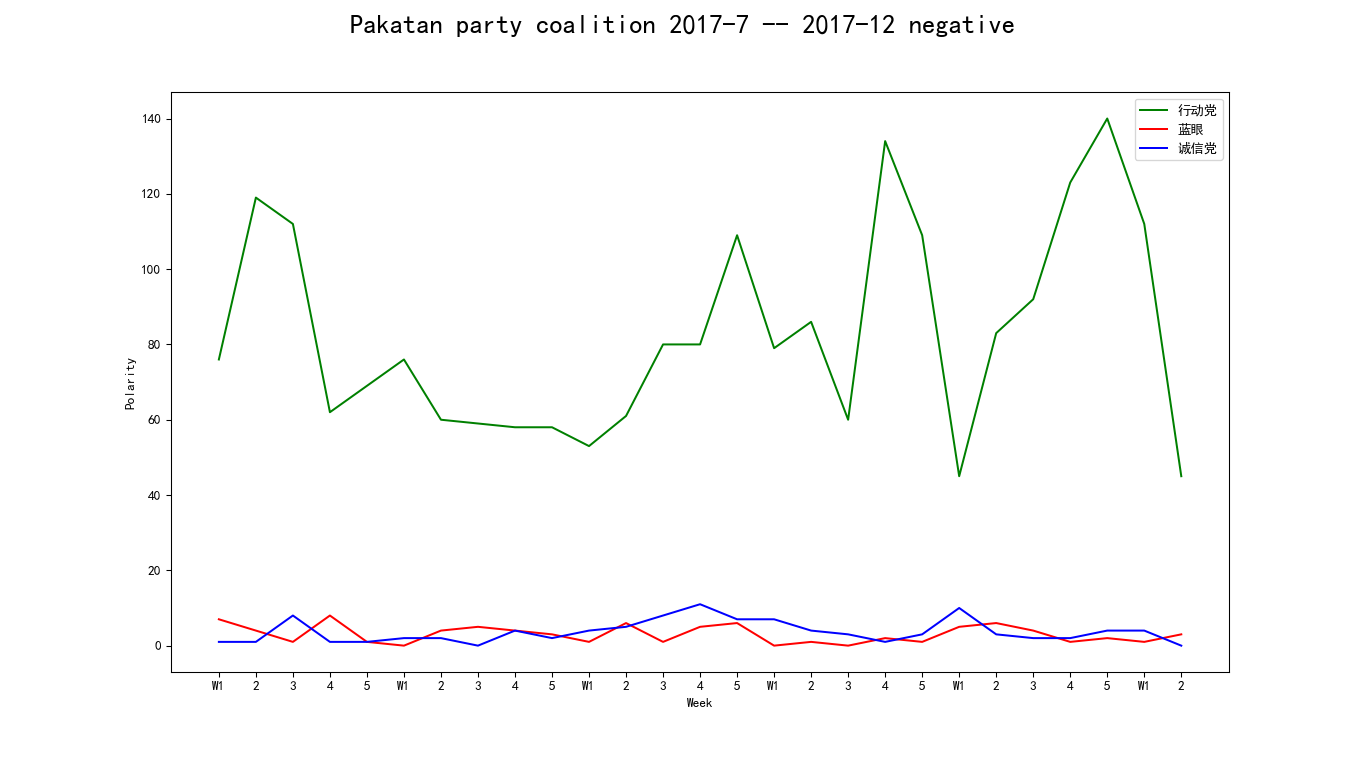 Pakatan party coalition 2017-7 -- 2017-12 negative
行动党
蓝眼
诚信党
140
120
100
80
60
40
20
0
Polarity
W1 2 3 4 5 W1 2 3 4 5 W1 2 3 4 5 W1 2 3 4 5 W1 2 3 4 5 W1 2
Week